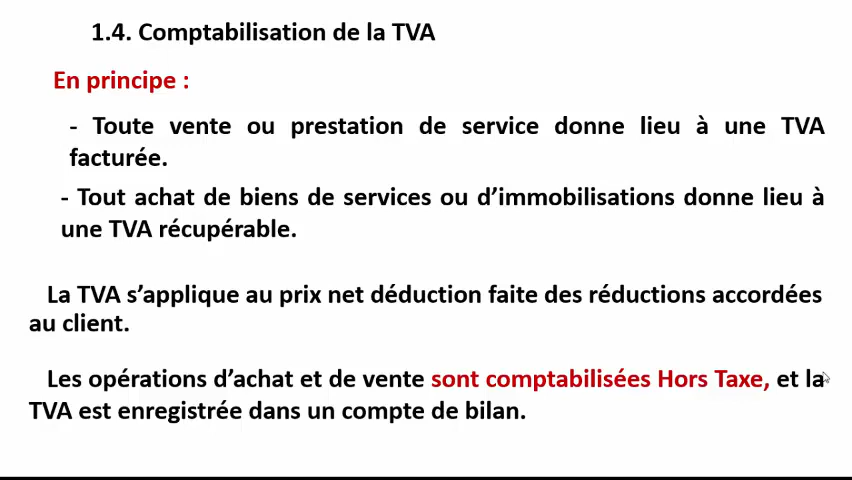 1.4. Comptabilisation de la TVA
En principe :
- Toute vente ou prestation de service donne lieu à une TVA
facturée.
- Tout achat de biens de services ou d’immobilisations donne lieu à
une TVA récupérable.
La TVA s’applique au prix net déduction faite des réductions accordées
au client.
Les opérations d’achat et de vente sont comptabilisées Hors Taxe, et la
TVA est enregistrée dans un compte de bilan.